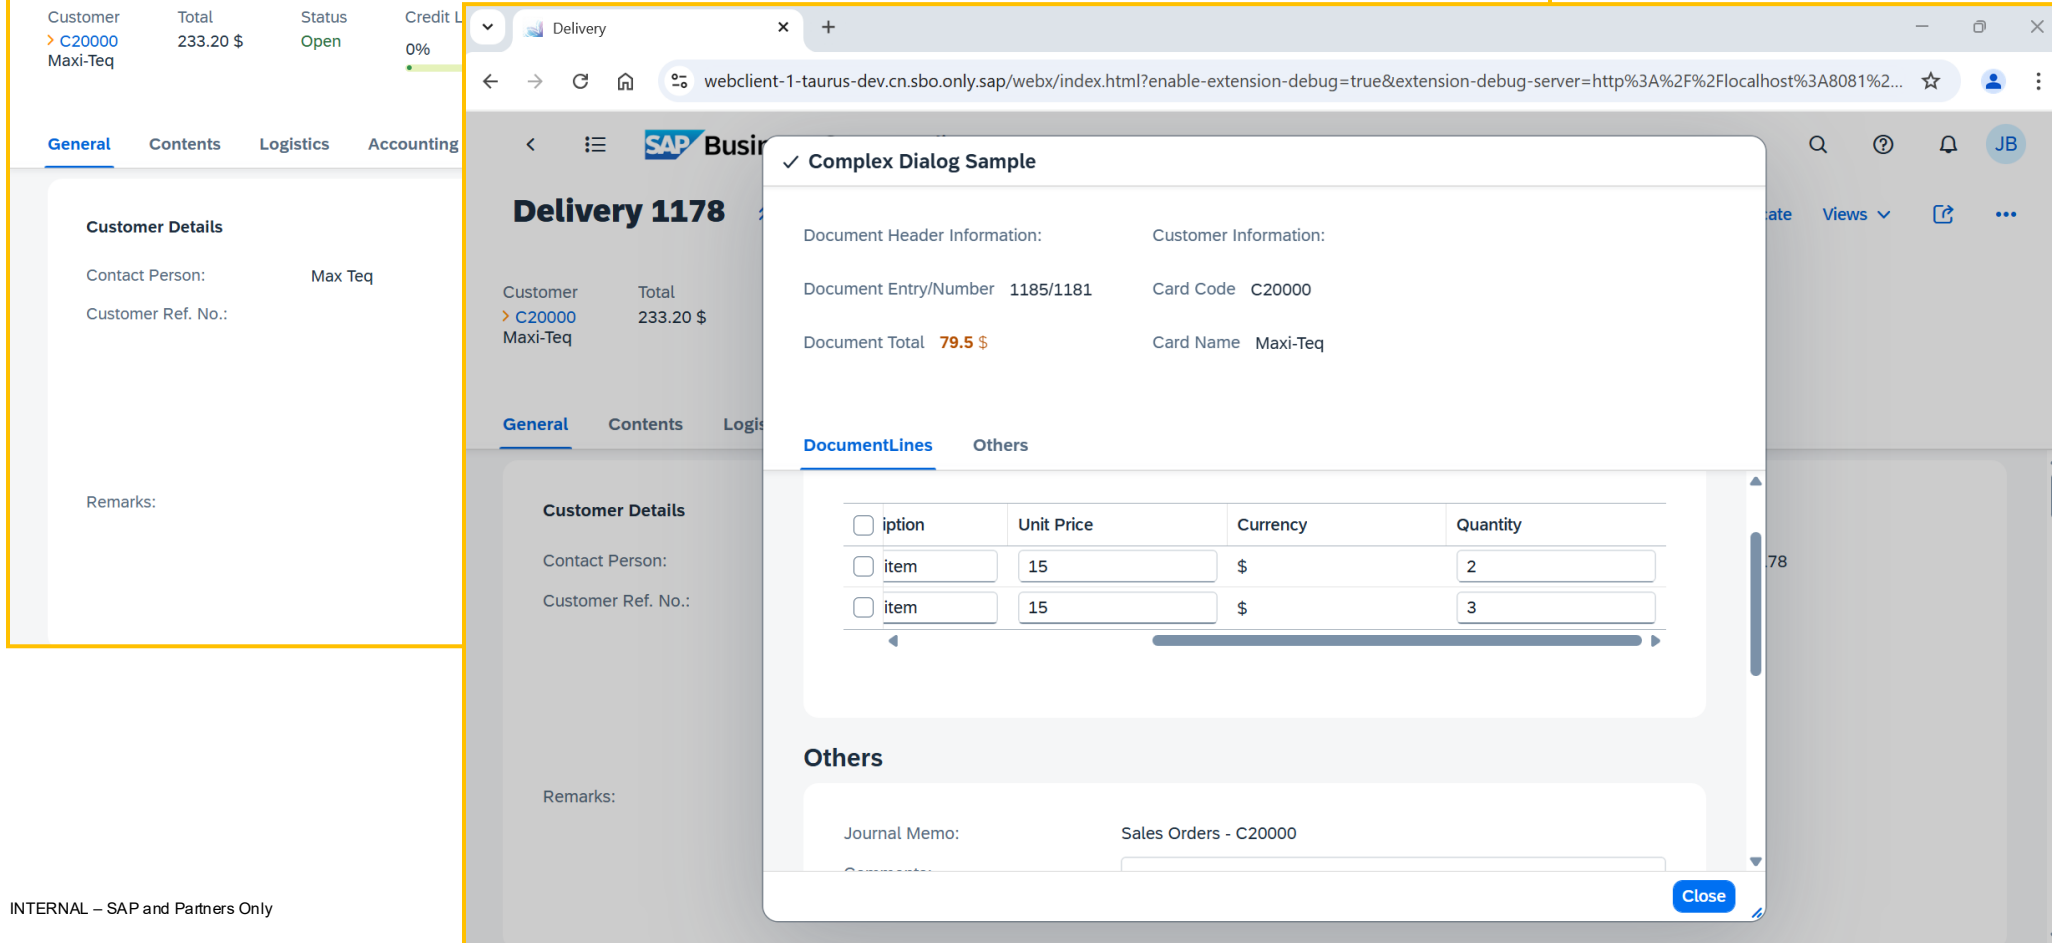 Customer Total Status Credit L
C20000 233.20 $ Open 0%
Maxi-Teq
General Contents Logistics Accounting
Customer Details
Contact Person: Max Teq
Customer Ref. No.:
Remarks:
INTERNAL – SAP and Partners Only
Delivery
webclient-1-taurus-dev.cn.sbo.only.sap/webx/index.html?enable-extension-debug=true&extension-debug-server=http%3A%2F%2Flocalhost%3A8081%2...
SAP Busin
JB
Delivery 1178
cate Views
Customer Total
C20000 233.20 $
Maxi-Teq
General Contents Logis
Customer Details
Contact Person:
Customer Ref. No.:
Remarks:
78
Complex Dialog Sample
Document Header Information: Customer Information:
Document Entry/Number 1185/1181 Card Code C20000
Document Total 79.5 $ Card Name Maxi-Teq
DocumentLines Others
iption Unit Price Currency Quantity
item 15 $ 2
item 15 $ 3
Others
Journal Memo: Sales Orders - C20000
Close